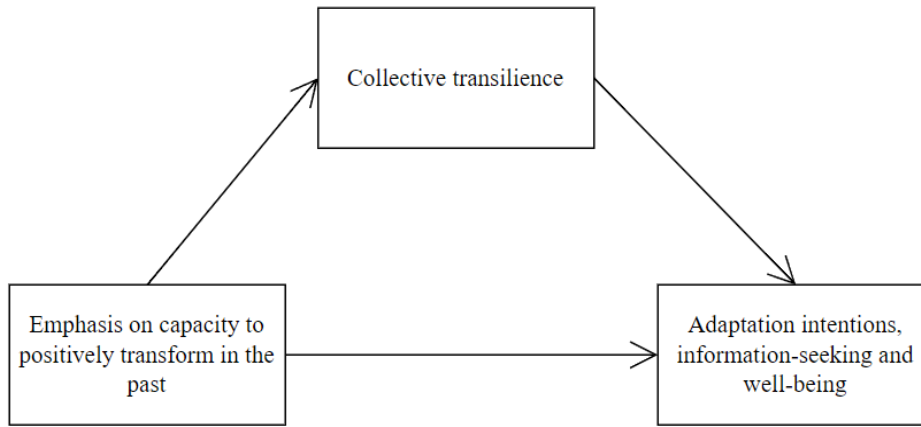 Collective transilience
Emphasis on capacity to
positively transform in the
past
Adaptation intentions,
information-seeking and
well-being